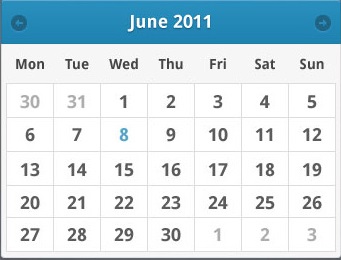 June 2011
Mon Tue Wed Thu Fri Sat Sun
30 31 1 2 3 4 5
6 7 8 9 10 11 12
13 14 15 16 17 18 19
20 21 22 23 24 25 26
27 28 29 30 1 2 3